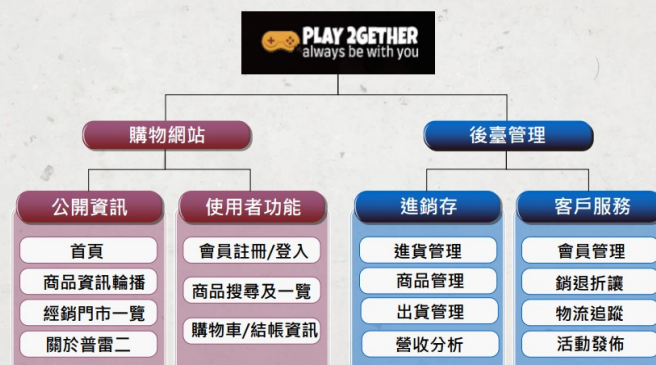 PLAY 2GETHER
always be with you
購物網站
後臺管理
公開資訊
使用者功能
進銷存
客戶服務
首頁
商品資訊輪播
經銷門市一覽
關於普雷二
會員註冊/登入
商品搜尋及一覽
購物車/結帳資訊
進貨管理
商品管理
出貨管理
營收分析
會員管理
銷退折讓
物流追蹤
活動發佈